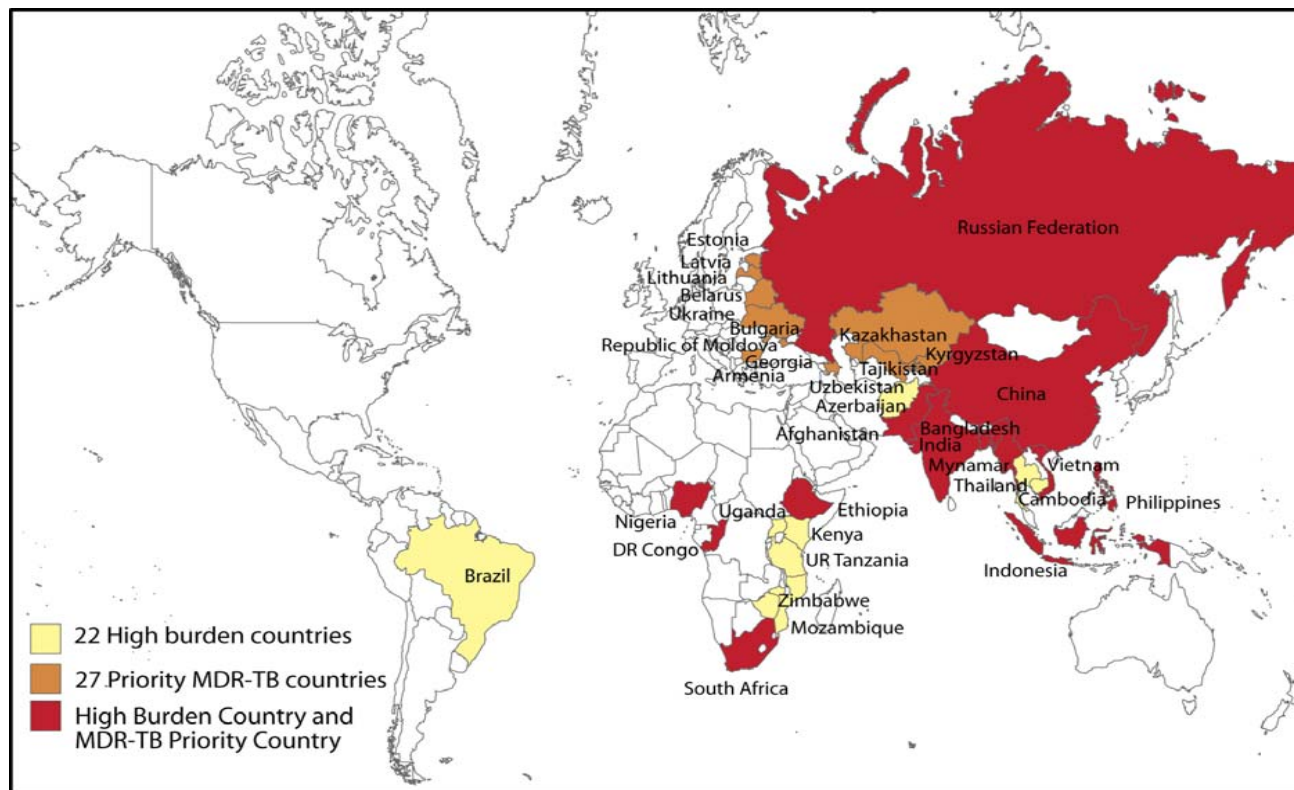 Russian Federation
Estonia
Latvia
Lithuania
Belarus
Ukraine
Bulgaria
Kazakhastan
Republic of Moldova
Kyrgyzstan
Georgia
Tajikistan
Armenia
Uzbekistan
China
Azerbaijan
Bangladesh
Afghanistan
India
Mynamar
Vietnam
Thailand
Cambodia
Philippines
Nigeria
Uganda
Ethiopia
Kenya
DR Congo
UR Tanzania
Indonesia
Brazil
Zimbabwe
Mozambique
South Africa
22 High burden countries
27 Priority MDR-TB countries
High Burden Country and
MDR-TB Priority Country